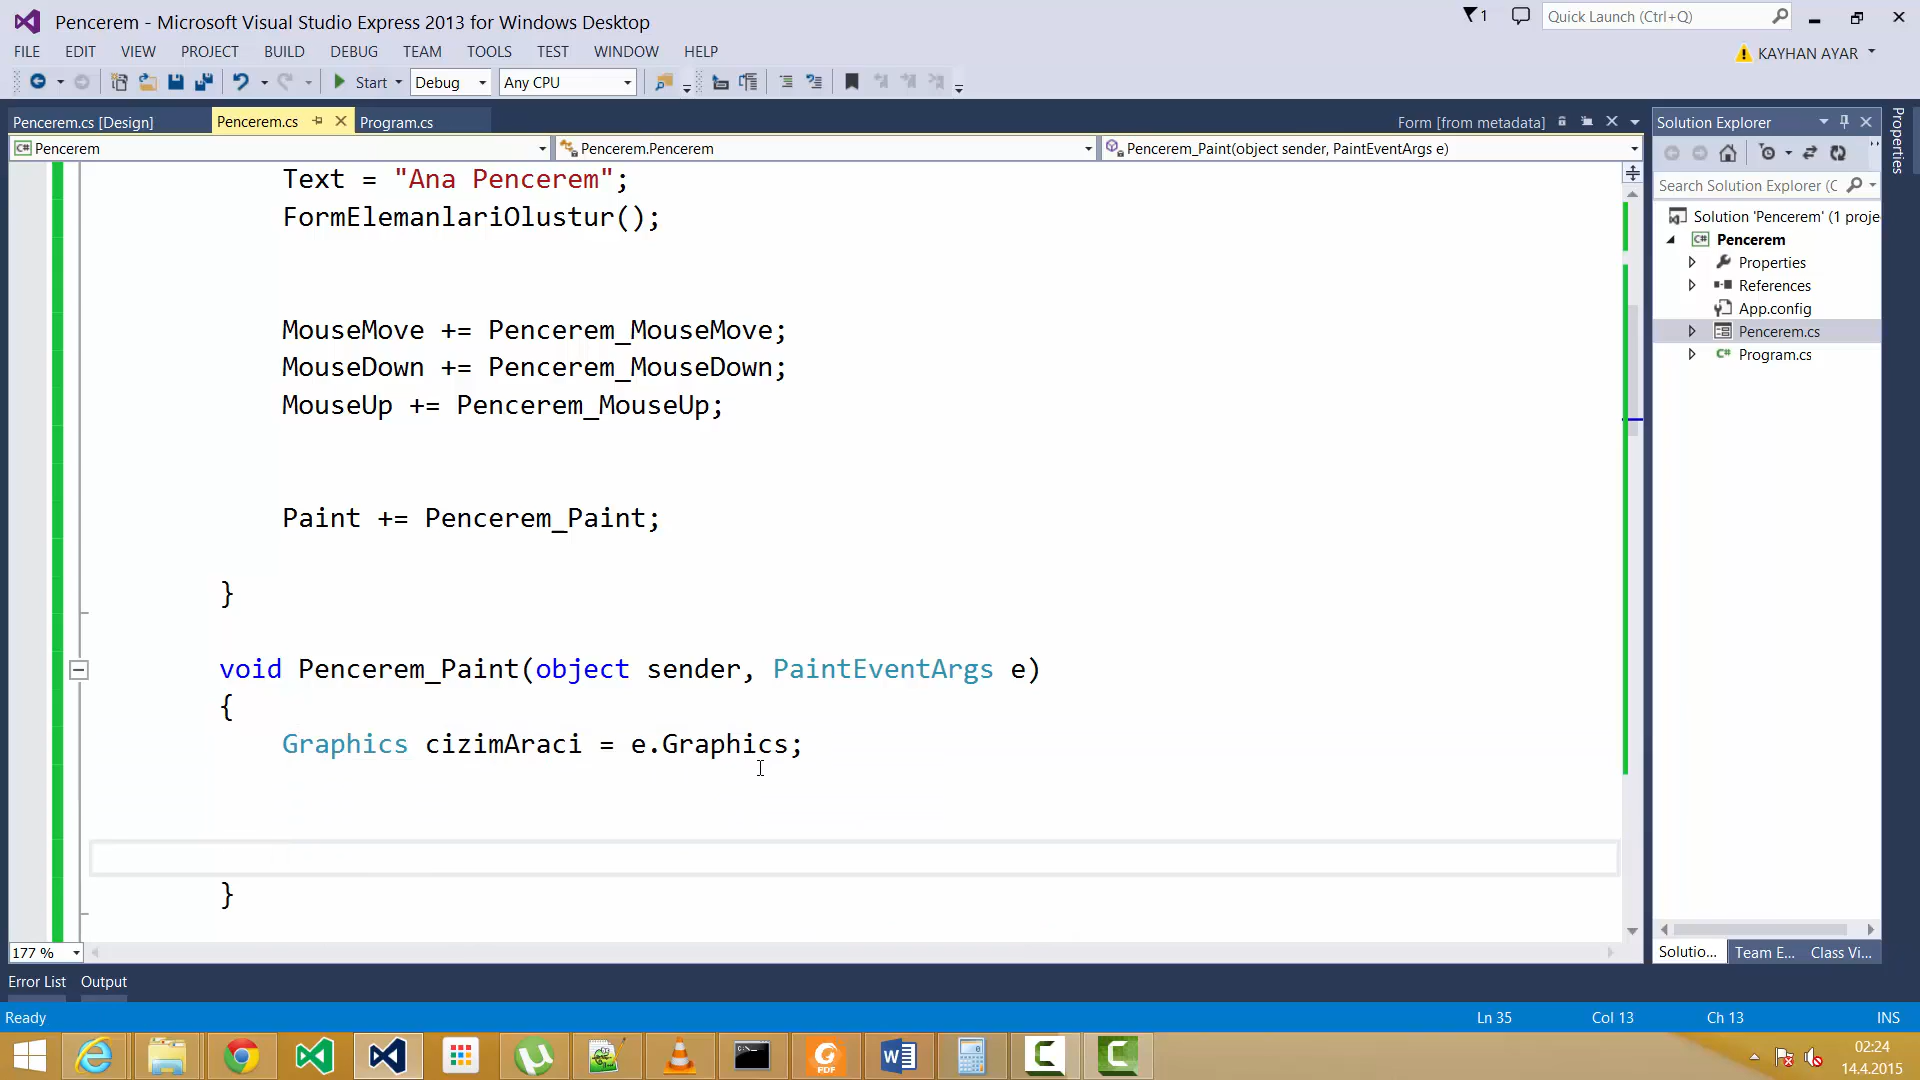 Pencerem - Microsoft Visual Studio Express 2013 for Windows Desktop
1
Quick Launch (Ctrl+Q)
FILE EDIT VIEW PROJECT BUILD DEBUG TEAM TOOLS TEST WINDOW HELP
KAYHAN AYAR
Start Debug Any CPU
Pencerem.cs [Design] Pencerem.cs Program.cs Form [from metadata]
Pencerem Pencerem.Pencerem Pencerem_Paint(object sender, PaintEventArgs e)
Text = "Ana Pencerem";
FormElemanlariOlustur();
MouseMove += Pencerem_MouseMove;
MouseDown += Pencerem_MouseDown;
MouseUp += Pencerem_MouseUp;
Paint += Pencerem_Paint;
}
void Pencerem_Paint(object sender, PaintEventArgs e)
{
Graphics cizimAraci = e.Graphics;
}
177 %
Solution Explorer
Search Solution Explorer (C
Solution 'Pencerem' (1 proje
C# Pencerem
Properties
References
App.config
Pencerem.cs
C# Program.cs
Solutio... Team E... Class Vi...
Properties
Error List Output
Ready Ln 35 Col 13 Ch 13 INS
02:24
14.4.2015